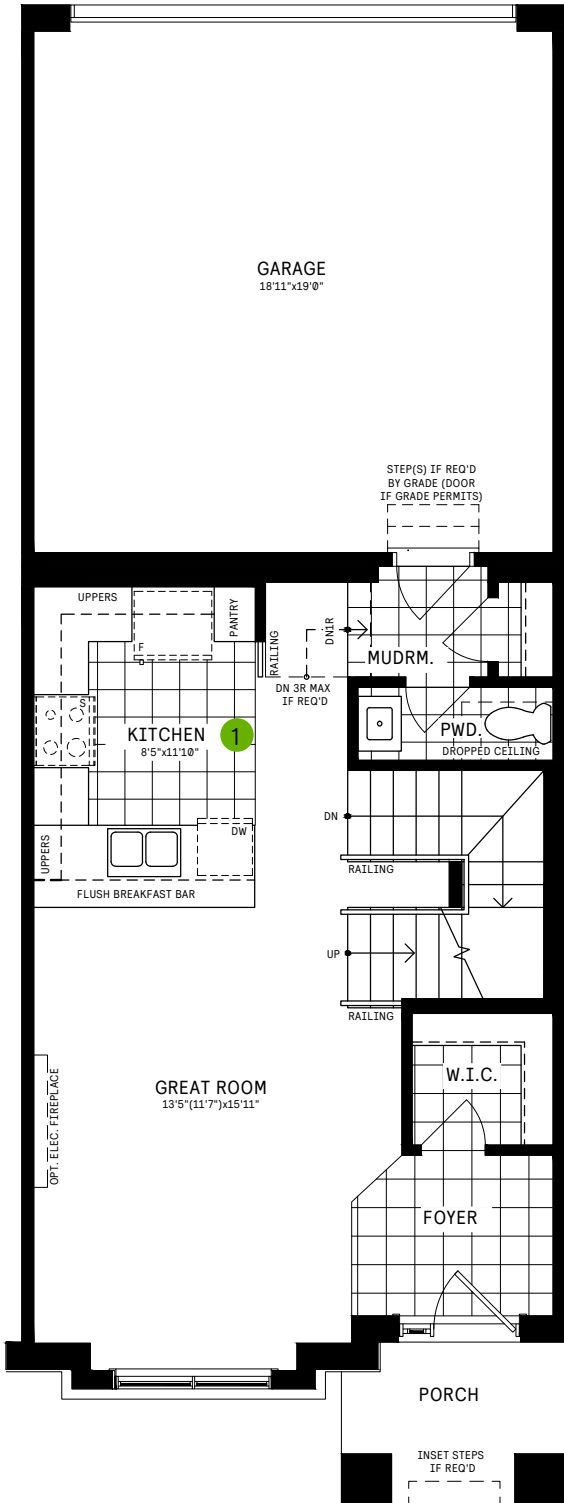 GARAGE
18'11"x19'0"
STEP(S) IF REQ'D
BY GRADE (DOOR
IF GRADE PERMITS)
UPPERS
PANTRY
F
RAILING
DN1R
MUDRM.
DN 3R MAX
IF REQ'D
S
KITCHEN
8'5"x11'10"
1
PWD.
DROPPED CEILING
DN
DW
UPPERS
RAILING
FLUSH BREAKFAST BAR
UP
RAILING
W.I.C.
OPT. ELEC. FIREPLACE
GREAT ROOM
13'5"(11'7")x15'11"
FOYER
PORCH
INSET STEPS
IF REQ'D